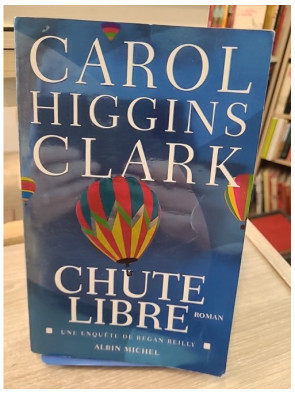 CAROL
HIGGINS
CLARK
CHUTE
LIBRE
ROMAN
UNE ENQUÊTE DE REGAN REILLY
ALBIN MICHEL